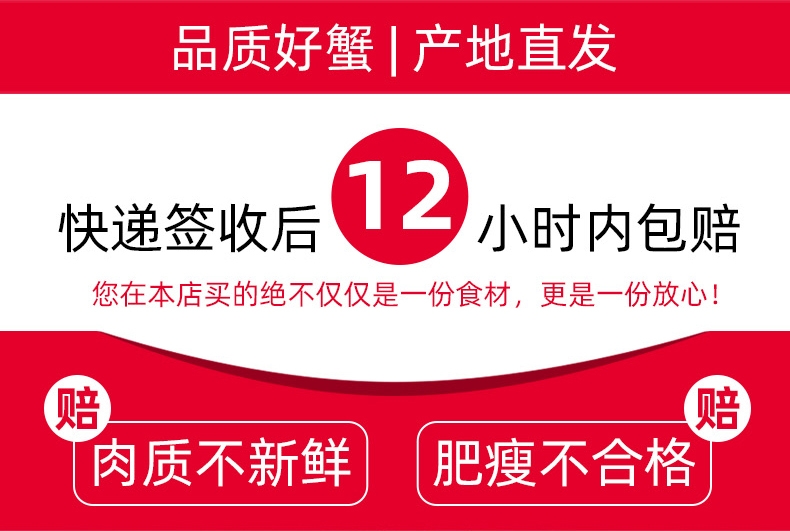 品质好蟹 | 产地直发
快递签收后12小时内包赔
您在本店买的绝不仅仅是一份食材，更是一份放心！
赔
肉质不新鲜
赔
肥瘦不合格